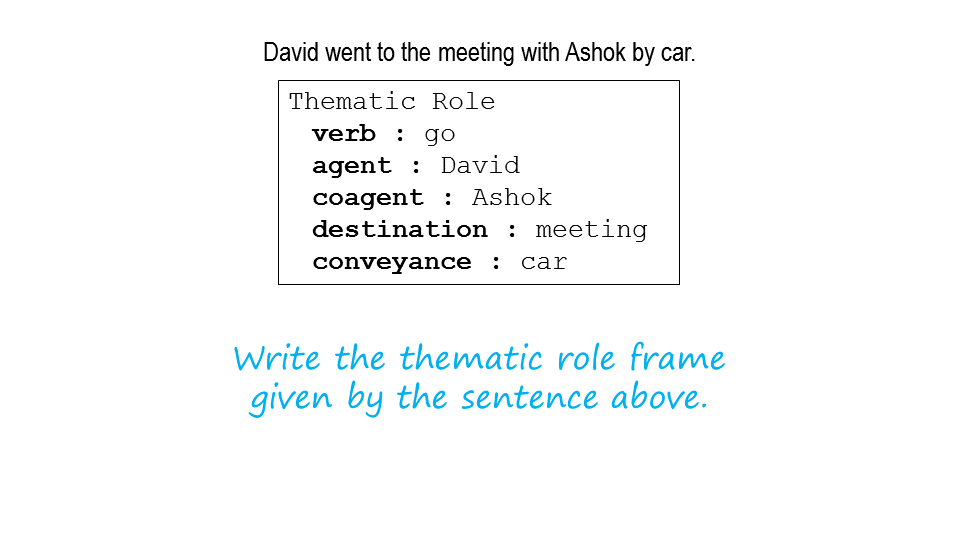 David went to the meeting with Ashok by car.
Thematic Role
verb : go
agent : David
coagent : Ashok
destination : meeting
conveyance : car
Write the thematic role frame
given by the sentence above.